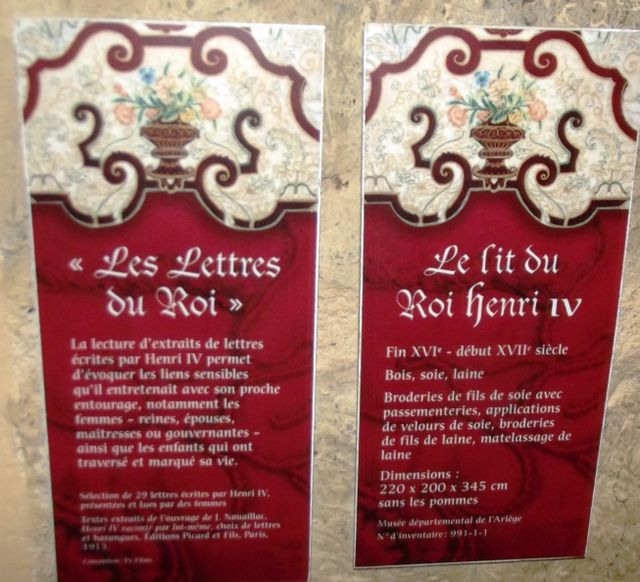 « Les Lettres
du Roi »
La lecture d'extraits de lettres
écrites par Henri IV permet
d'évoquer les liens sensibles
qu'il entretenait avec son proche
entourage, notamment les
femmes - reines, épouses,
maîtresses ou gouvernantes -
ainsi que les enfants qui ont
traversé et marqué sa vie.
Sélection de 29 lettres écrites par Henri IV,
présentées et lues par des femmes
Textes extraits de l'ouvrage de J. Nouaillac,
Henri IV raconté par lui-même, choix de lettres
et harangues, Éditions Picard et Fils, Paris,
1913.
Conception : Py Films
Le lit du
Roi Henri IV
Fin XVIe - début XVIIe siècle
Bois, soie, laine
Broderies de fils de soie avec
passementeries, applications
de velours de soie, broderies
de fils de laine, matelassage de
laine
Dimensions :
220 x 200 x 345 cm
sans les pommes
Musée départemental de l'Ariège
N° d'inventaire : 991-1-1